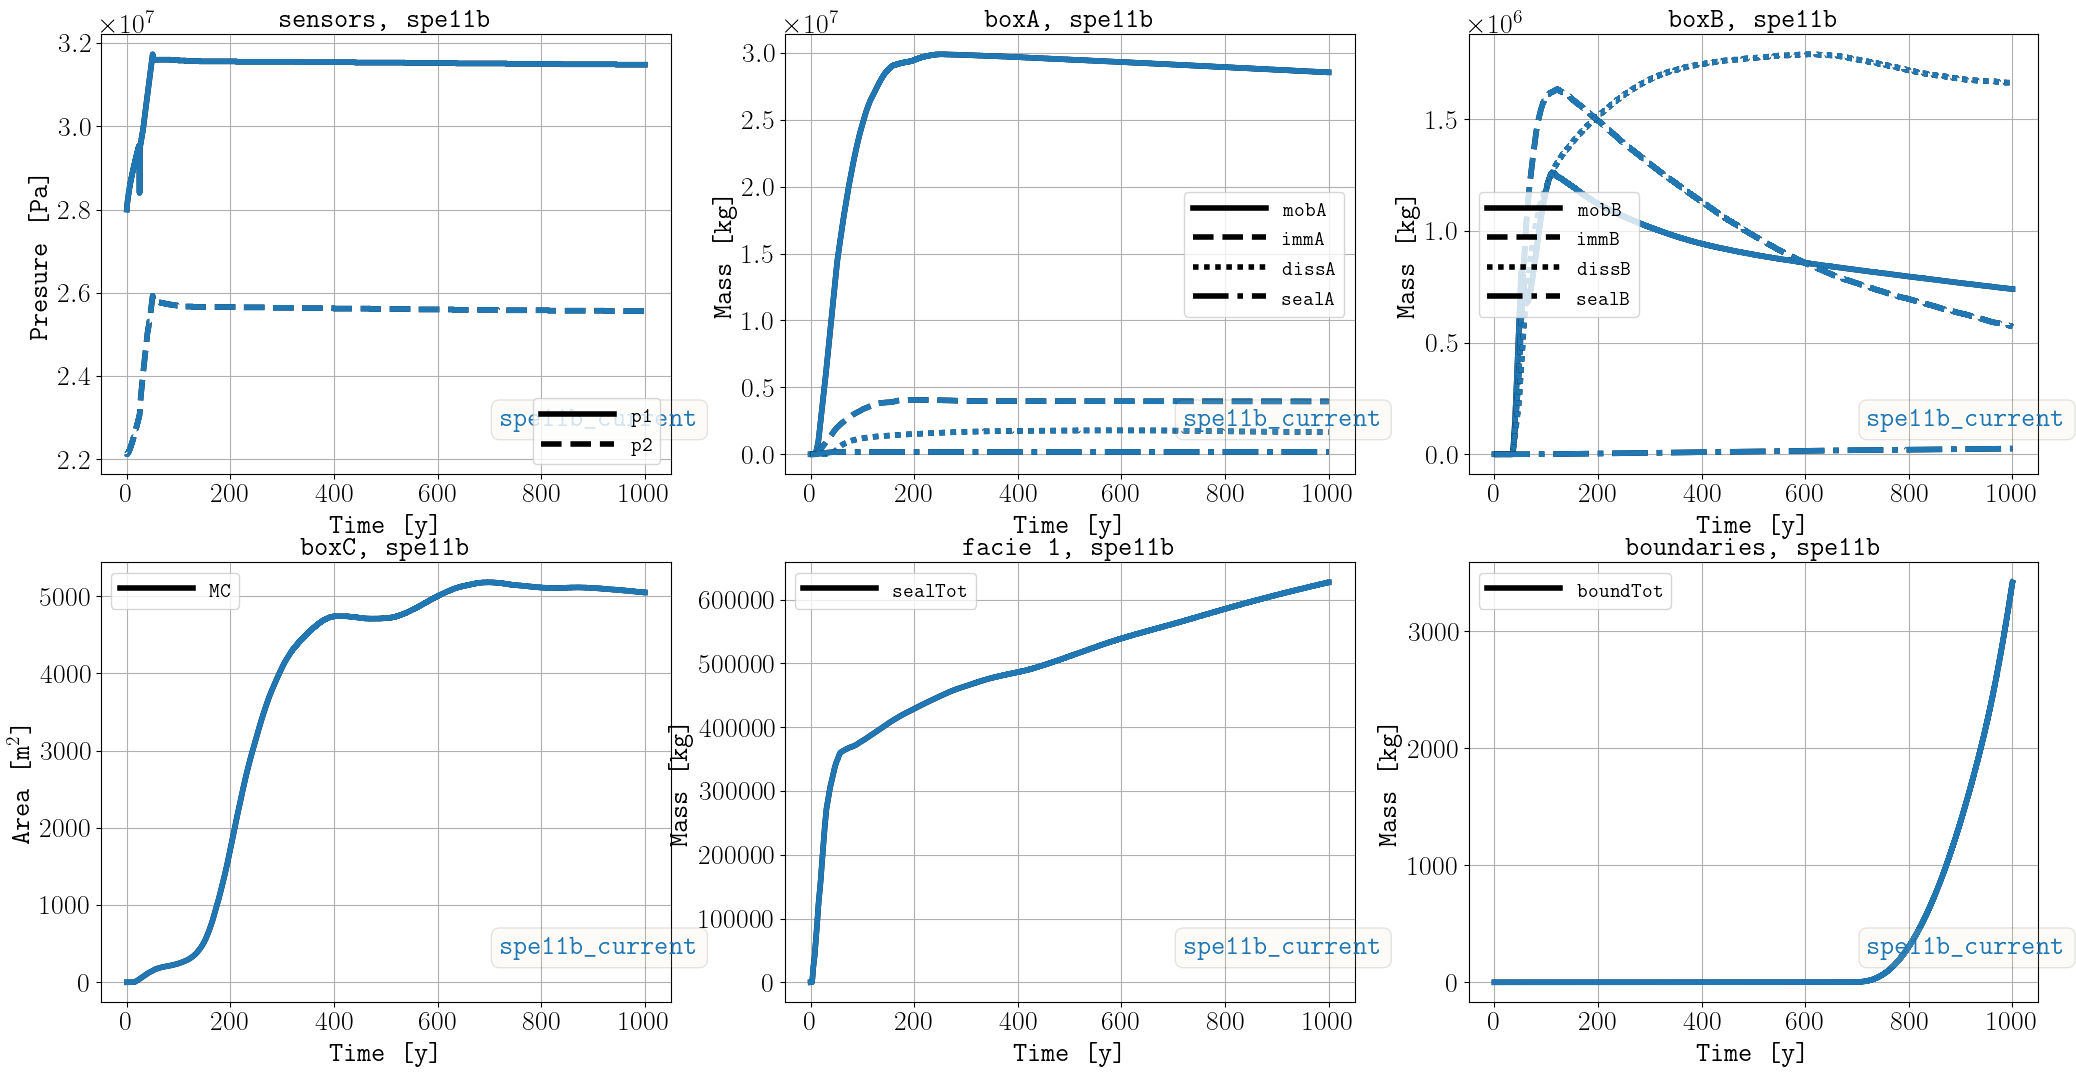 sensors, spe11b
×10^7
3.2
3.0
2.8
2.6
2.4
2.2
Presure [Pa]
0 200 400 600 800 1000
Time [y]
spe11b_current
p1
p2
boxA, spe11b
×10^7
3.0
2.5
2.0
1.5
1.0
0.5
0.0
Mass [kg]
mobA
immA
dissA
sealA
spe11b_current
0 200 400 600 800 1000
Time [y]
boxB, spe11b
×10^6
1.5
1.0
0.5
0.0
Mass [kg]
mobB
immB
dissB
sealB
spe11b_current
0 200 400 600 800 1000
Time [y]
boxC, spe11b
MC
5000
4000
3000
2000
1000
0
Area [m²]
spe11b_current
0 200 400 600 800 1000
Time [y]
facie 1, spe11b
sealTot
600000
500000
400000
300000
200000
100000
0
Mass [kg]
spe11b_current
0 200 400 600 800 1000
Time [y]
boundaries, spe11b
boundTot
3000
2000
1000
0
Mass [kg]
spe11b_current
0 200 400 600 800 1000
Time [y]